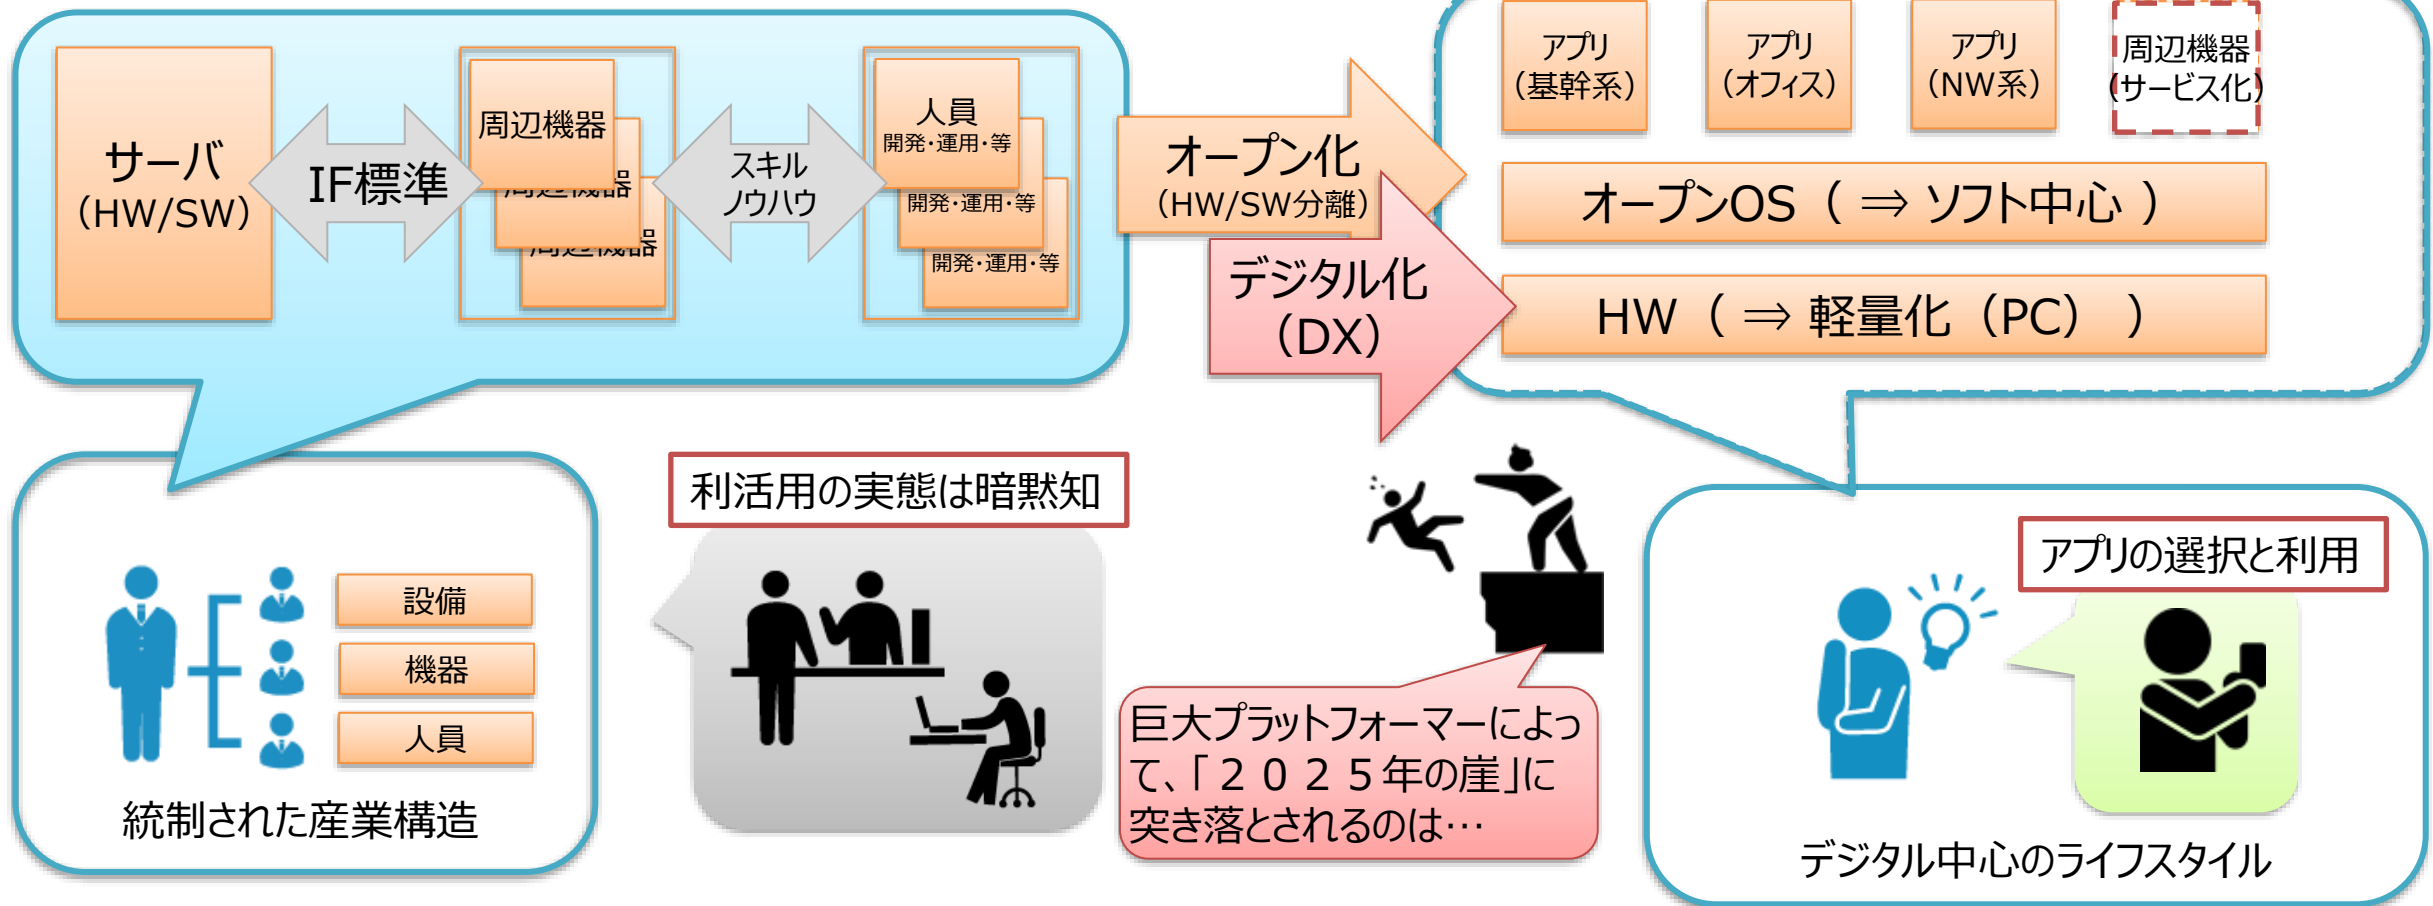 サーバ
（HW/SW）
IF標準
周辺機器
周辺機器
周辺機器
スキル
ノウハウ
人員
開発・運用・等
開発・運用・等
開発・運用・等
オープン化
（HW/SW分離）
デジタル化
（DX）
アプリ
（基幹系）
アプリ
（オフィス）
アプリ
（NW系）
周辺機器
（サービス化）
オープンOS（ ⇒ ソフト中心 ）
HW（ ⇒ 軽量化（PC） ）
設備
機器
人員
統制された産業構造
利活用の実態は暗黙知
巨大プラットフォーマーによっ
て、「２０２５年の崖」に
突き落とされるのは…
アプリの選択と利用
デジタル中心のライフスタイル